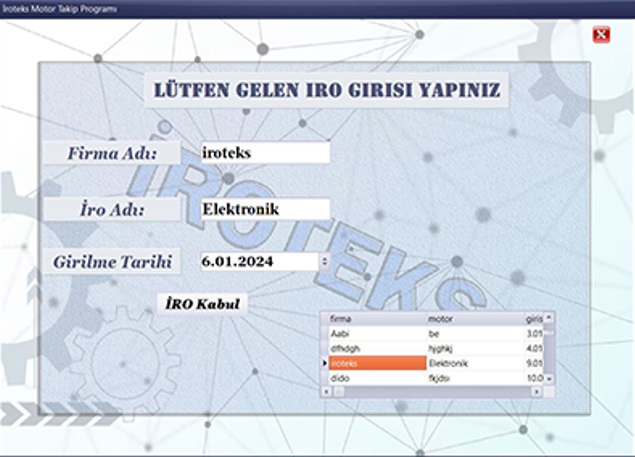 İroteks Motor Takip Programı
LÜTFEN GELEN IRO GIRISI YAPINIZ
Firma Adı: iroteks
İro Adı: Elektronik
Girilme Tarihi 6.01.2024
İRO Kabul
İROTEKS
firma motor giris
Aabi be 3.01
dfhdgh hjghkj 4.01
iroteks Elektronik 9.01
dido fkjdsı 10.0